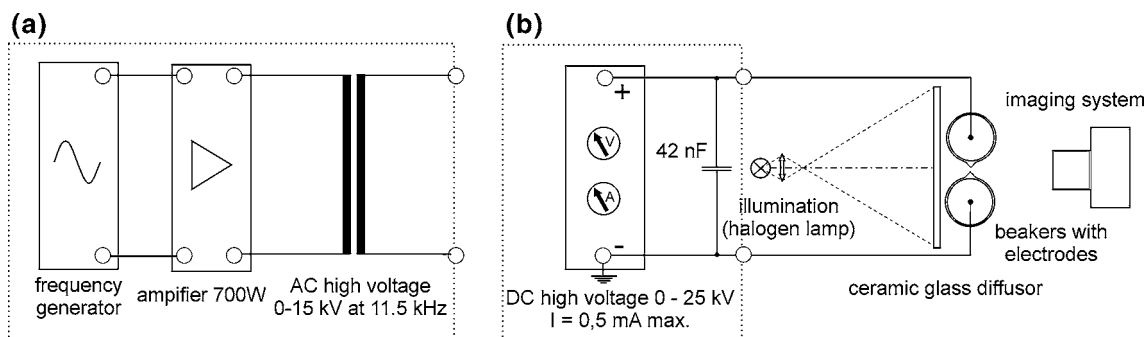 (a)
frequency
generator
ampifier 700W
AC high voltage
0-15 kV at 11.5 kHz
(b)
+
V
A
-
42 nF
DC high voltage 0 - 25 kV
I = 0,5 mA max.
illumination
(halogen lamp)
imaging system
beakers with
electrodes
ceramic glass diffusor